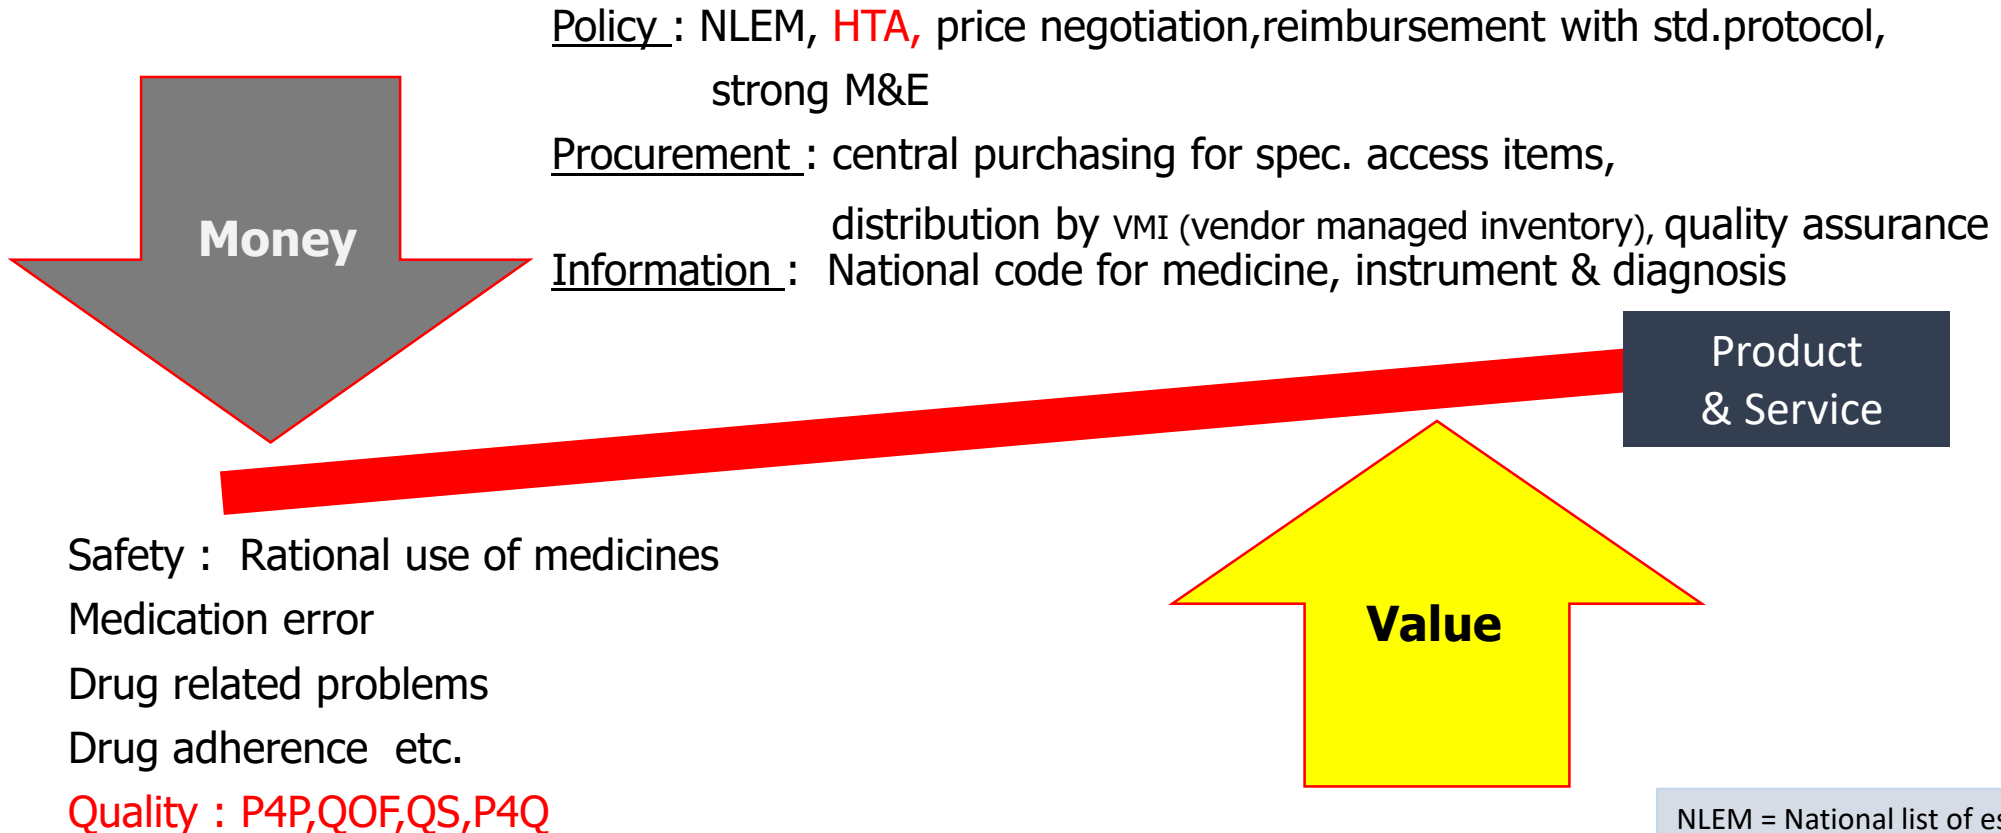 Policy : NLEM, HTA, price negotiation,reimbursement with std.protocol,
strong M&E
Procurement : central purchasing for spec. access items,
distribution by VMI (vendor managed inventory), quality assurance
Information : National code for medicine, instrument & diagnosis
Money
Product
& Service
Value
Safety : Rational use of medicines
Medication error
Drug related problems
Drug adherence etc.
Quality : P4P,QOF,QS,P4Q
NLEM = National list of